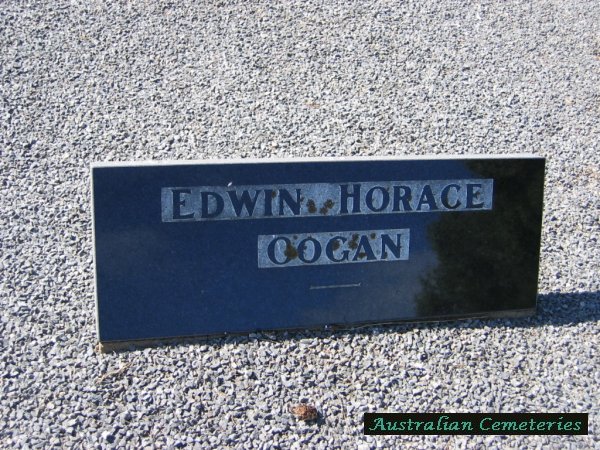 EDWIN HORACE
COGAN
Australian Cemeteries